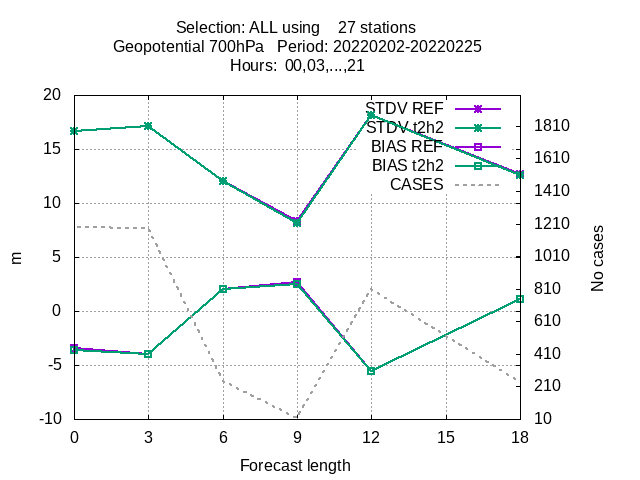 Selection: ALL using    27 stations
Geopotential 700hPa   Period: 20220202-20220225
Hours:  00,03,...,21
20
15
10
5
0
-5
-10
m
STDV REF
STDV t2h2
BIAS REF
BIAS t2h2
CASES
1810
1610
1410
1210
1010
810
610
410
210
10
No cases
0 3 6 9 12 15 18
Forecast length